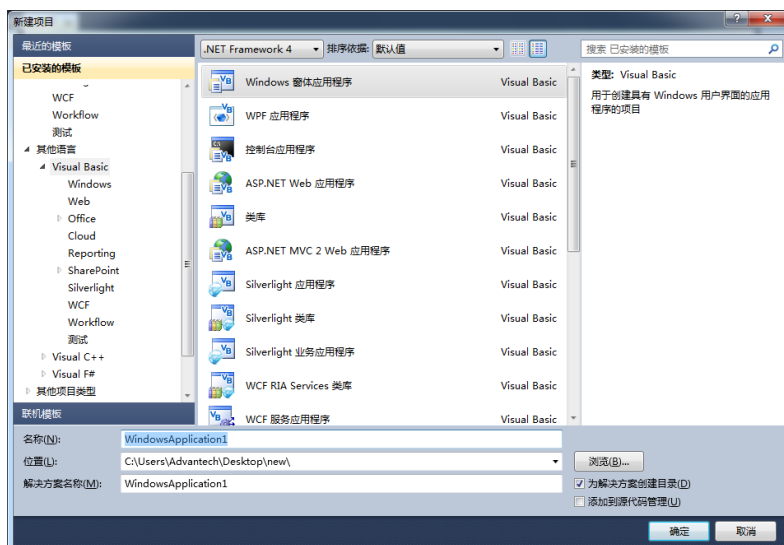 新建项目
最近的模板
已安装的模板
WCF
Workflow
测试
其他语言
Visual Basic
Windows
Web
Office
Cloud
Reporting
SharePoint
Silverlight
WCF
Workflow
测试
Visual C++
Visual F#
其他项目类型
联机模板
.NET Framework 4 排序依据: 默认值
Windows 窗体应用程序 Visual Basic
WPF 应用程序 Visual Basic
控制台应用程序 Visual Basic
ASP.NET Web 应用程序 Visual Basic
类库 Visual Basic
ASP.NET MVC 2 Web 应用程序 Visual Basic
Silverlight 应用程序 Visual Basic
Silverlight 类库 Visual Basic
Silverlight 业务应用程序 Visual Basic
WCF RIA Services 类库 Visual Basic
WCF 服务应用程序 Visual Basic
搜索 已安装的模板
类型: Visual Basic
用于创建具有 Windows 用户界面的应用
程序的项目
名称(N): WindowsApplication1
位置(L): C:\Users\Advantech\Desktop\new\ 浏览(B)...
解决方案名称(M): WindowsApplication1
为解决方案创建目录(D)
添加到源代码管理(U)
确定 取消